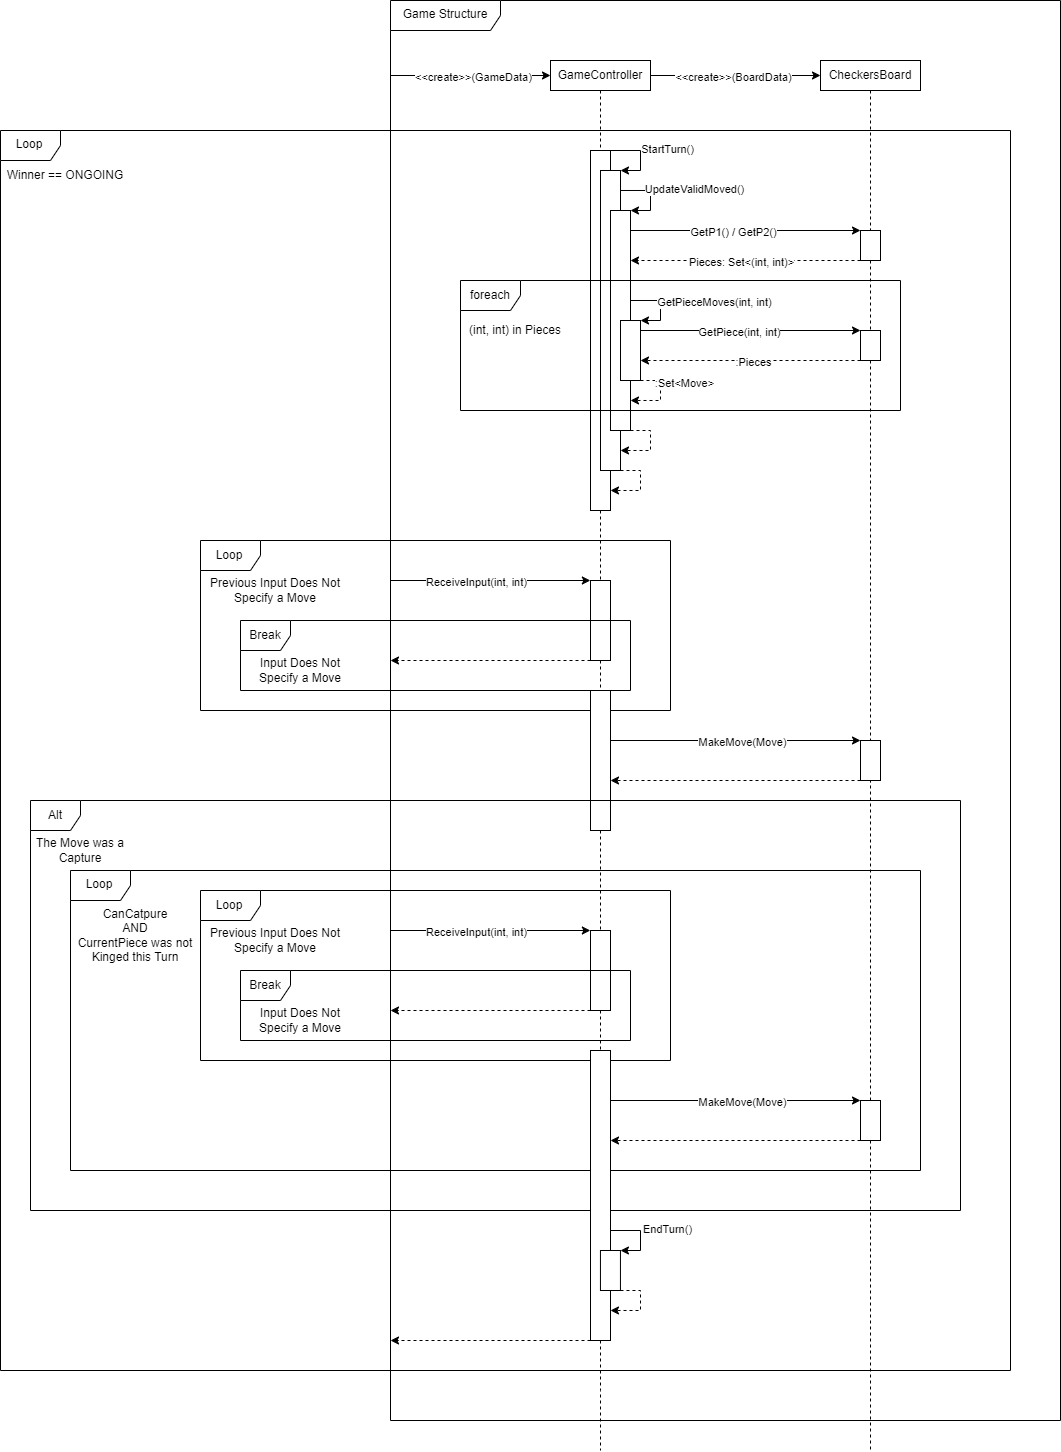 Game Structure
<<create>>(GameData)
GameController
<<create>>(BoardData)
CheckersBoard
Loop
Winner == ONGOING
StartTurn()
UpdateValidMoved()
GetP1() / GetP2()
Pieces: Set<(int, int)>
foreach
(int, int) in Pieces
GetPieceMoves(int, int)
GetPiece(int, int)
:Pieces
:Set<Move>
Loop
Previous Input Does Not
Specify a Move
ReceiveInput(int, int)
Break
Input Does Not
Specify a Move
MakeMove(Move)
Alt
The Move was a
Capture
Loop
CanCatpure
AND
CurrentPiece was not
Kinged this Turn
Loop
Previous Input Does Not
Specify a Move
ReceiveInput(int, int)
Break
Input Does Not
Specify a Move
MakeMove(Move)
EndTurn()